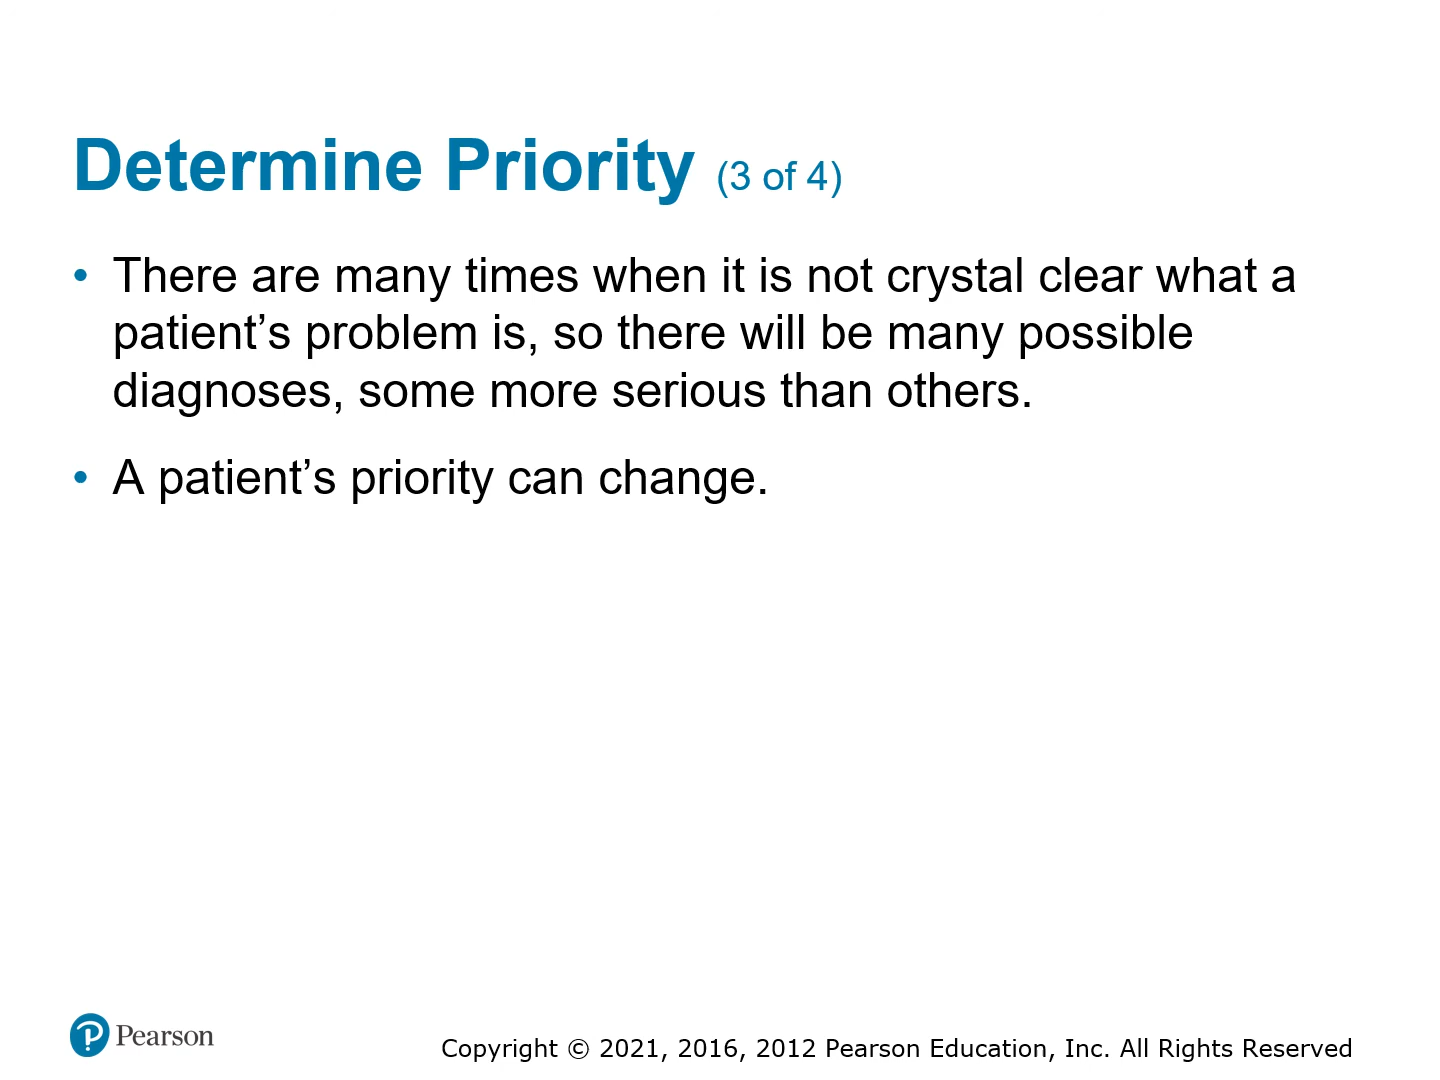 Determine Priority (3 of 4)
• There are many times when it is not crystal clear what a
patient’s problem is, so there will be many possible
diagnoses, some more serious than others.
• A patient’s priority can change.
Pearson
Copyright © 2021, 2016, 2012 Pearson Education, Inc. All Rights Reserved